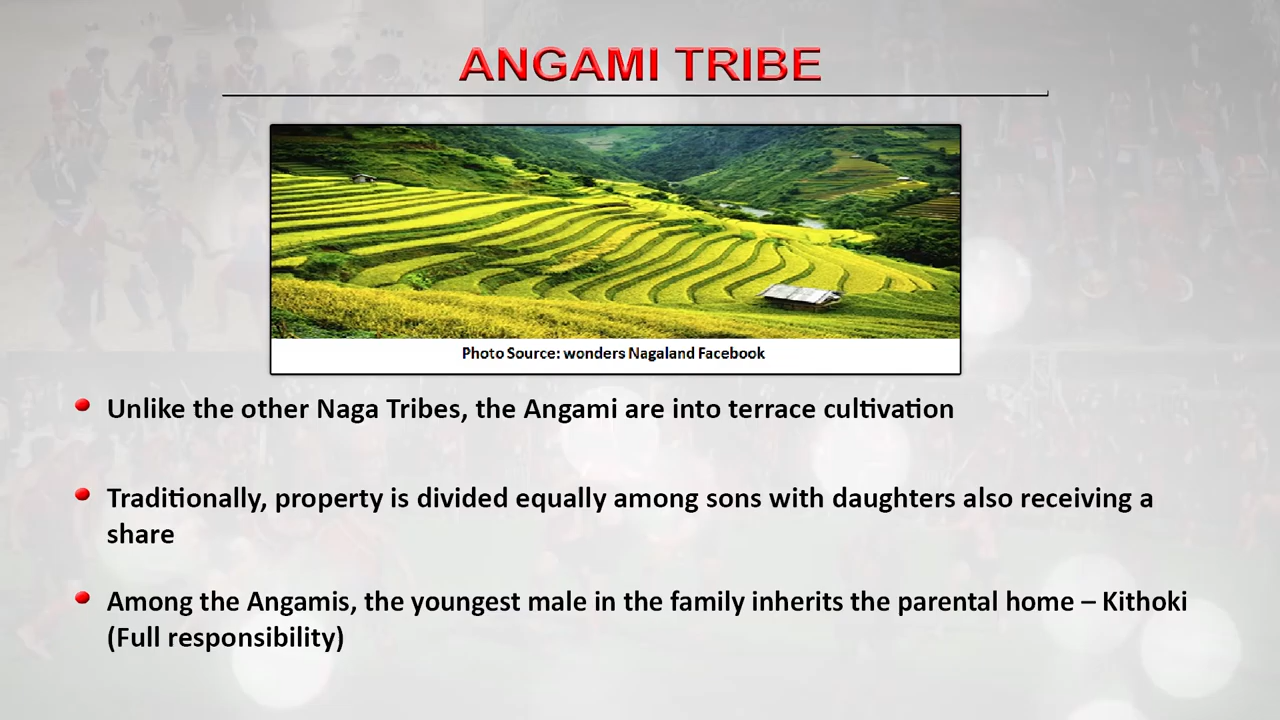 ANGAMI TRIBE
Photo Source: wonders Nagaland Facebook
Unlike the other Naga Tribes, the Angami are into terrace cultivation
Traditionally, property is divided equally among sons with daughters also receiving a
share
Among the Angamis, the youngest male in the family inherits the parental home – Kithoki
(Full responsibility)